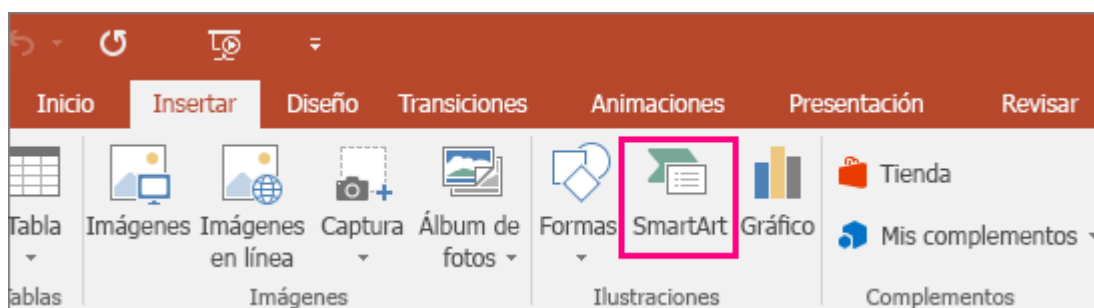 Inicio Insertar Diseño Transiciones Animaciones Presentación Revisar
Tienda
Tabla Imágenes Imágenes Captura Álbum de Formas SmartArt Gráfico Mis complementos
en línea fotos
Tablas Imágenes Ilustraciones Complementos